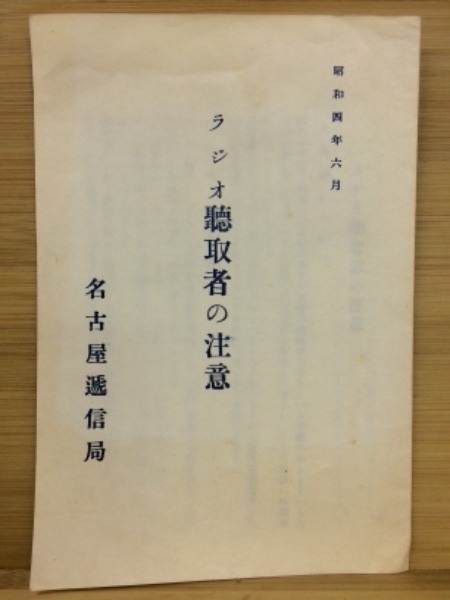 昭和四年六月
ラジオ聽取者の注意
名古屋遞信局